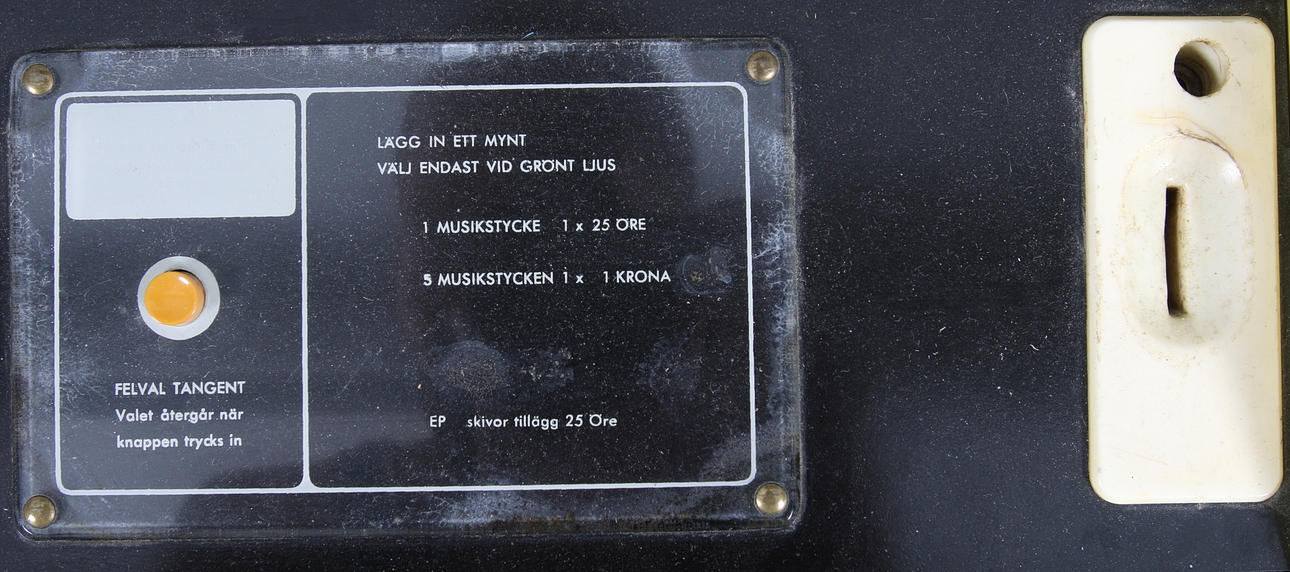 LÄGG IN ETT MYNT
VÄLJ ENDAST VID GRÖNT LJUS
1 MUSIKSTYCKE 1 x 25 ÖRE
5 MUSIKSTYCKEN 1 x 1 KRONA
EP skivor tillägg 25 Öre
FELVAL TANGENT
Valet återgår när
knappen trycks in